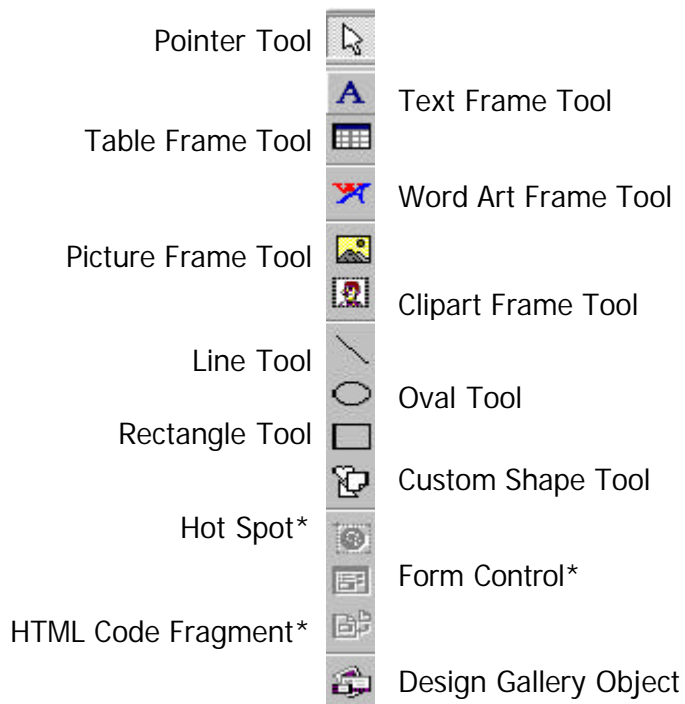 Pointer Tool
Text Frame Tool
Table Frame Tool
Word Art Frame Tool
Picture Frame Tool
Clipart Frame Tool
Line Tool
Oval Tool
Rectangle Tool
Custom Shape Tool
Hot Spot*
Form Control*
HTML Code Fragment*
Design Gallery Object